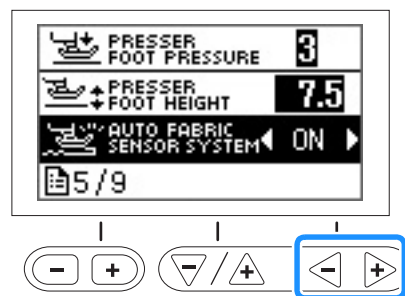 PRESSER
FOOT PRESSURE 3
PRESSER
FOOT HEIGHT 7.5
AUTO FABRIC
SENSOR SYSTEM ON
5/9
- + -/+ - +